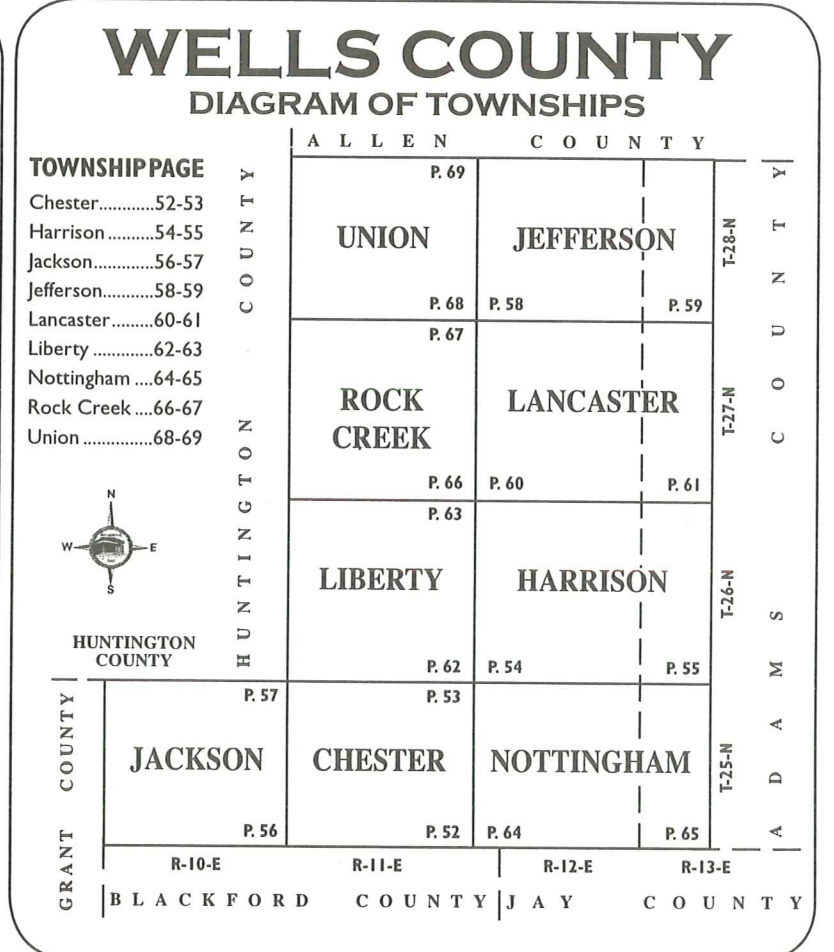 WELLS COUNTY
DIAGRAM OF TOWNSHIPS
TOWNSHIP PAGE
Chester............52-53
Harrison ..........54-55
Jackson............56-57
Jefferson..........58-59
Lancaster.........60-61
Liberty .............62-63
Nottingham ....64-65
Rock Creek ....66-67
Union ...............68-69
N
W E
S
HUNTINGTON
COUNTY
HUNTINGTON COUNTY
ALLEN COUNTY
P. 69
UNION JEFFERSON
T-28-N
P. 68 P. 58 P. 59
P. 67
ROCK
CREEK
LANCASTER
T-27-N
P. 66 P. 60 P. 61
P. 63
LIBERTY HARRISON
T-26-N
P. 62 P. 54 P. 55
P. 57 P. 53
JACKSON CHESTER NOTTINGHAM
T-25-N
P. 56 P. 52 P. 64 P. 65
ADAMS COUNTY
GRANT COUNTY
R-10-E R-11-E R-12-E R-13-E
BLACKFORD COUNTY JAY COUNTY